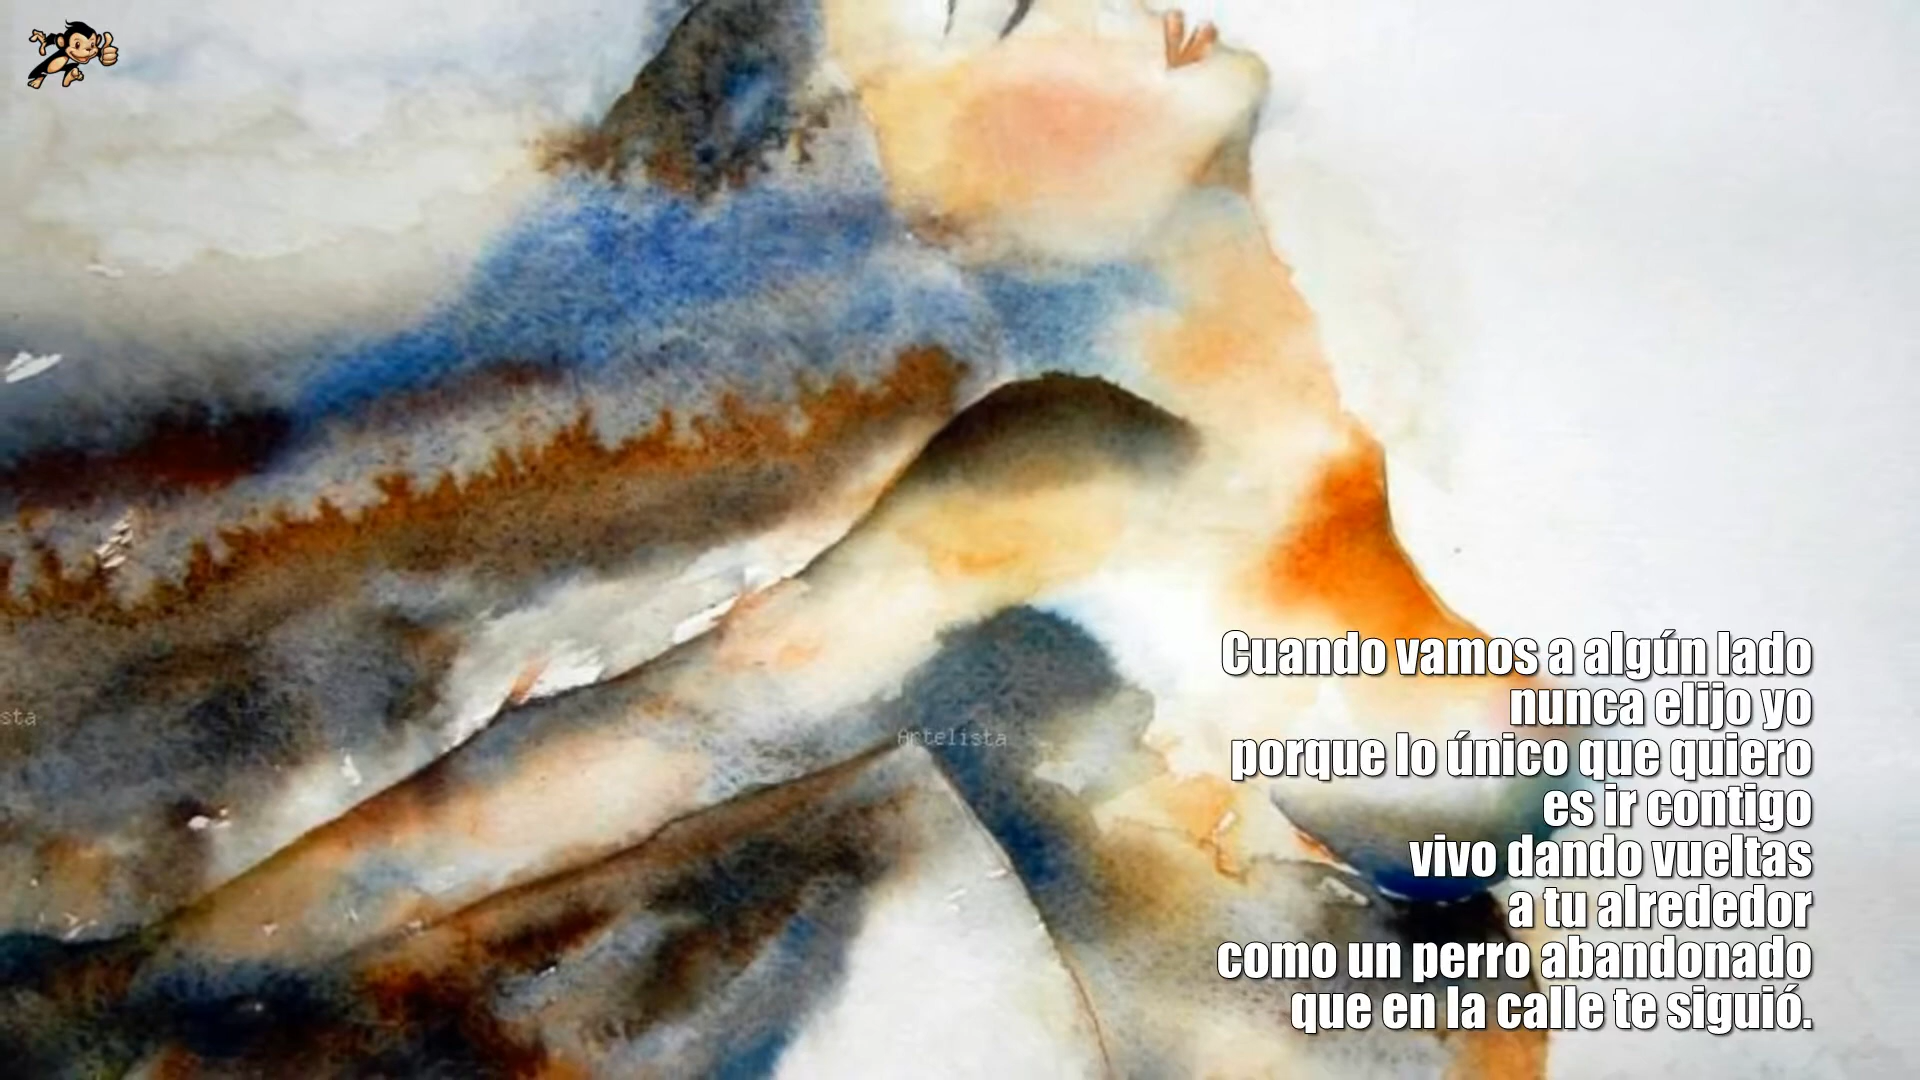 sta
Artelista
Cuando vamos a algún lado
nunca elijo yo
porque lo único que quiero
es ir contigo
vivo dando vueltas
a tu alrededor
como un perro abandonado
que en la calle te siguió.